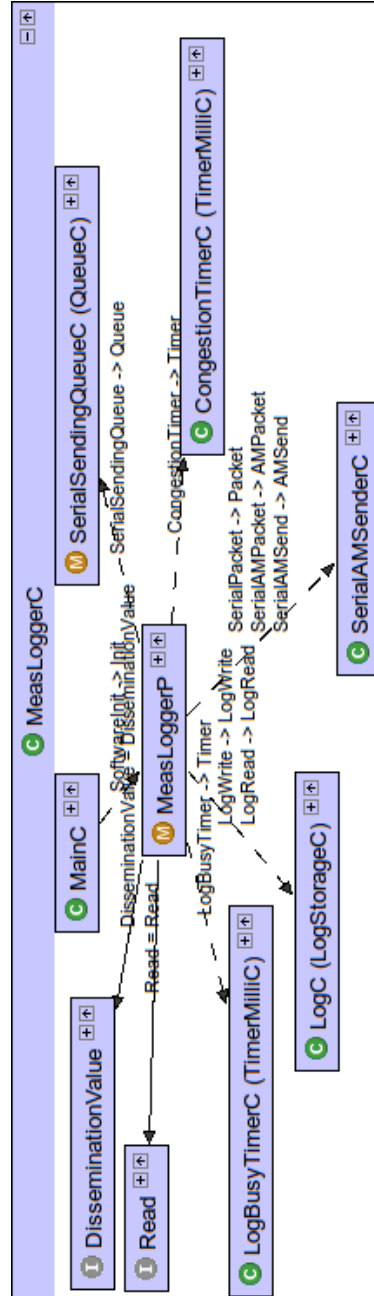 C MeasLoggerC
I DisseminationValue
C MainC
M SerialSendingQueueC (QueueC)
SoftwareInit -> Init
SerialSendingQueue -> Queue
DisseminationValue = DisseminationValue
I Read
Read = Read
M MeasLoggerP
CongestionTimer -> Timer
C CongestionTimerC (TimerMilliC)
LogBusyTimer -> Timer
LogWrite -> LogWrite
LogRead -> LogRead
SerialPacket -> Packet
SerialAMPacket -> AMPacket
SerialAMSend -> AMSend
C LogBusyTimerC (TimerMilliC)
C LogC (LogStorageC)
C SerialAMSenderC